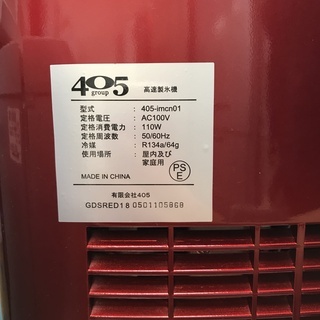 405 group 高速製氷機
型式 : 405-imcn01
定格電圧 : AC100V
定格消費電力 : 110W
定格周波数 : 50/60Hz
冷媒 : R134a/64g
使用場所 : 屋内及び
家庭用
PS
E
MADE IN CHINA
有限会社405
GDSRED18 0501105868